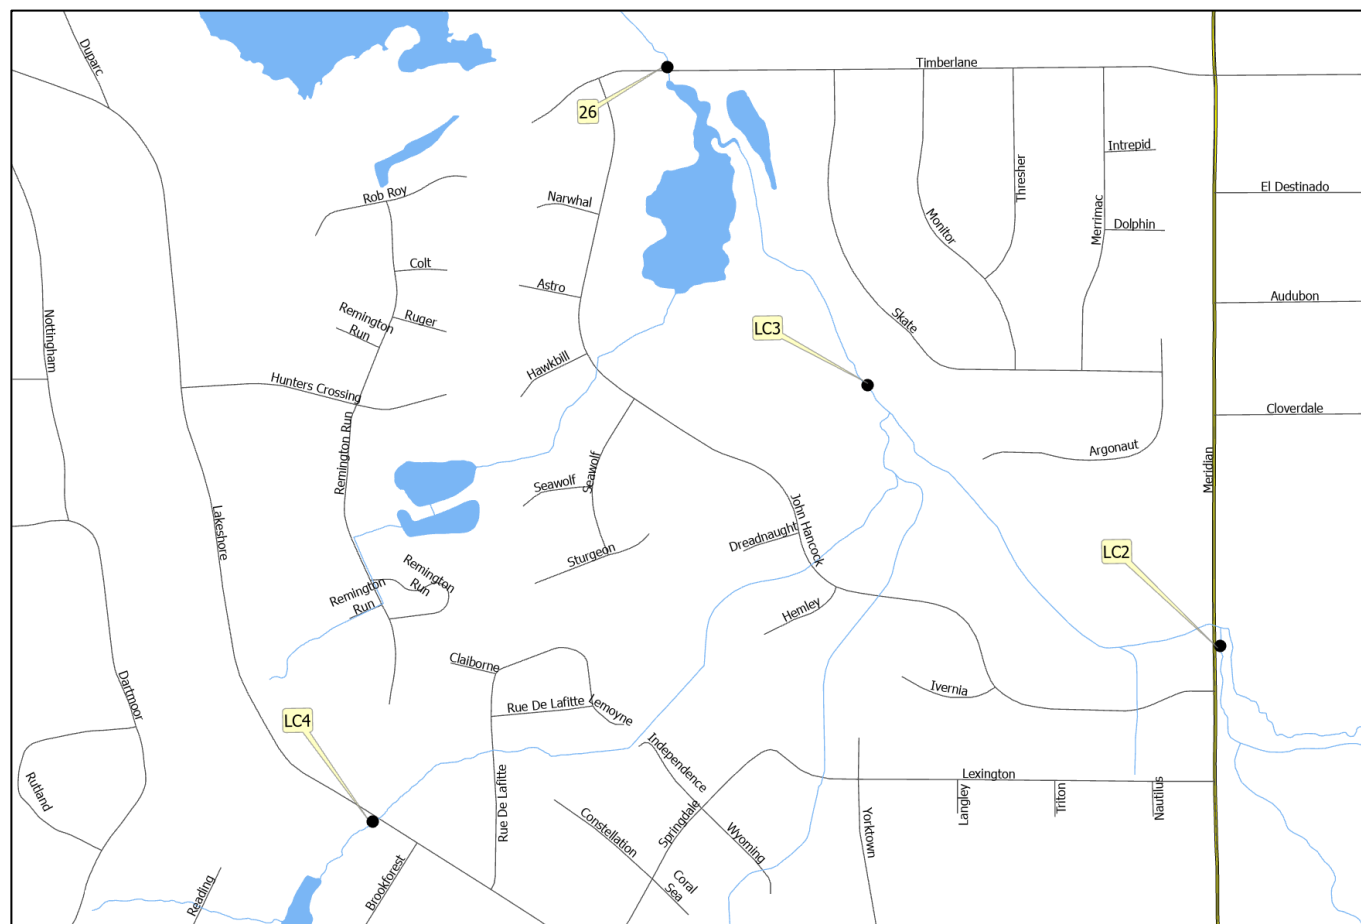 Duparc
Timberlane
26
Intrepid
Thresher
El Destinado
Rob Roy
Narwhal
Merrimac
Monitor
Dolphin
Colt
Astro
Audubon
Remington
Run
Ruger
Nottingham
Skate
LC3
Hawkbill
Hunters Crossing
Cloverdale
Remington Run
Argonaut
Meridian
Seawolf
Seawolf
John Hancock
Lakeshore
Dreadnaught
LC2
Sturgeon
Remington
Run
Remington
Run
Hemley
Claiborne
Dartmoor
Ivernia
Rue De Lafitte
Lemoyne
LC4
Independence
Lexington
Rutland
Rue De Lafitte
Langley
Triton
Nautilus
Springdale
Constellation
Wyoming
Yorktown
Brookforest
Coral
Sea
Reading